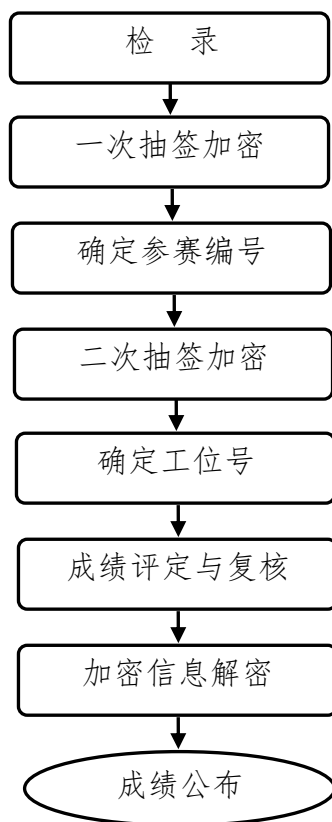 检 录
一次抽签加密
确定参赛编号
二次抽签加密
确定工位号
成绩评定与复核
加密信息解密
成绩公布